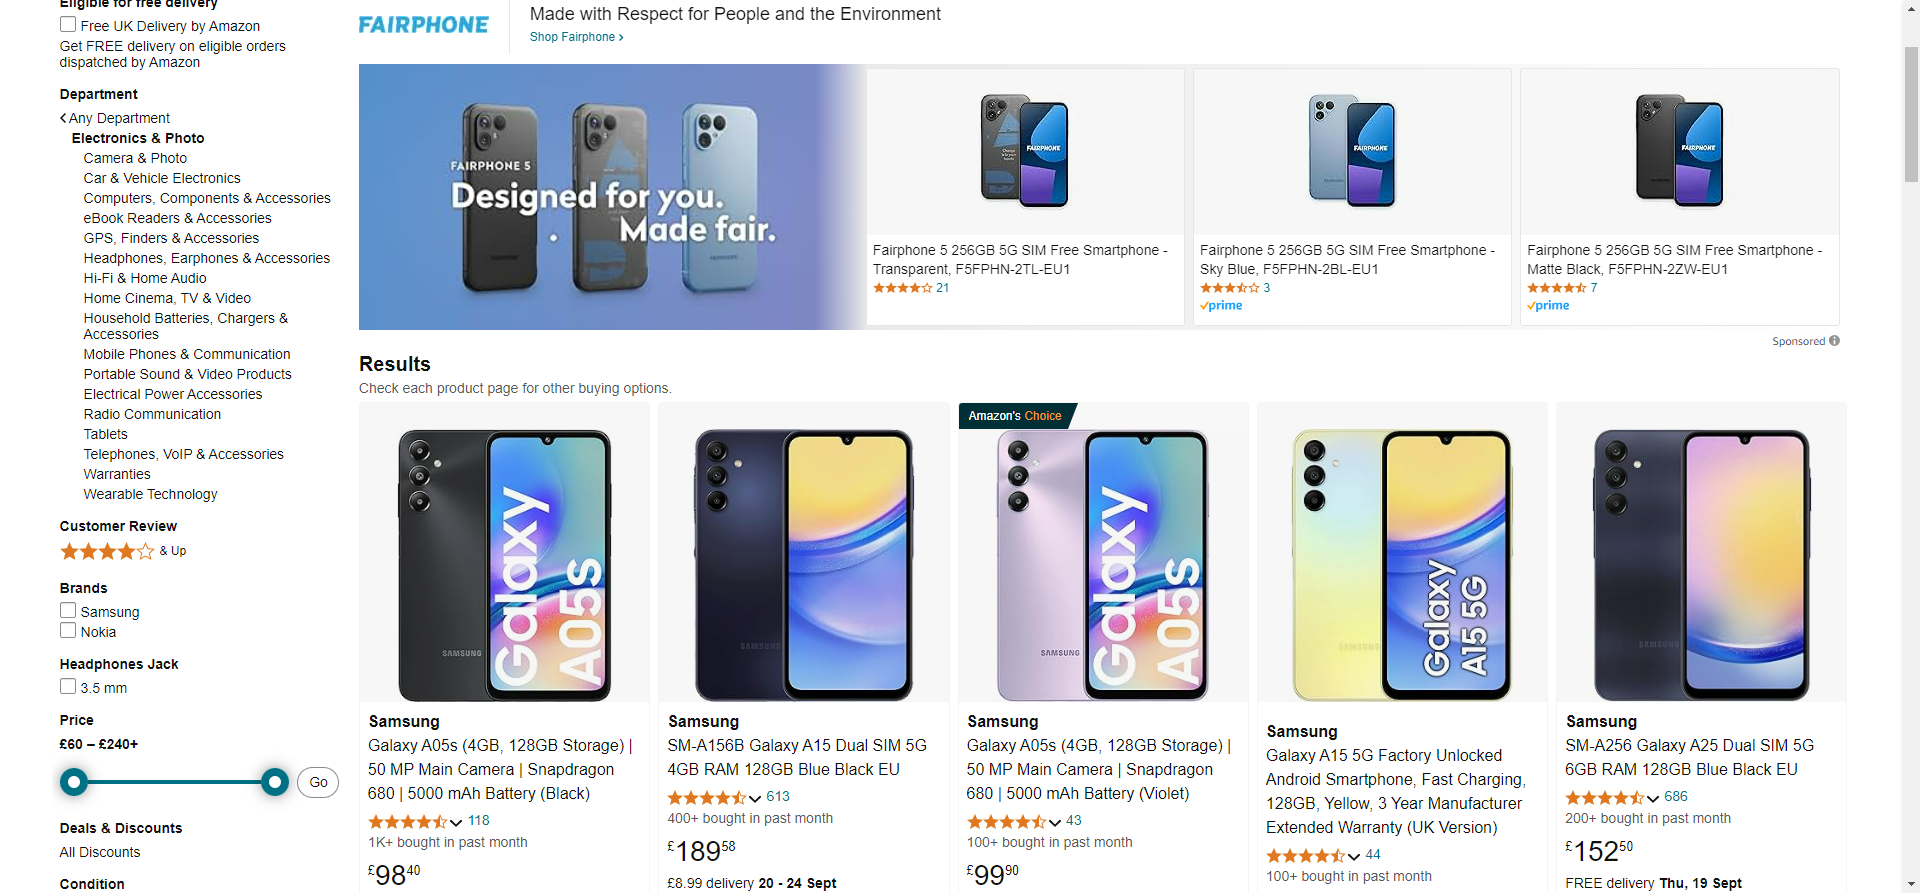 Eligible for free delivery
Free UK Delivery by Amazon
Get FREE delivery on eligible orders
dispatched by Amazon
Department
Any Department
Electronics & Photo
Camera & Photo
Car & Vehicle Electronics
Computers, Components & Accessories
eBook Readers & Accessories
GPS, Finders & Accessories
Headphones, Earphones & Accessories
Hi-Fi & Home Audio
Home Cinema, TV & Video
Household Batteries, Chargers &
Accessories
Mobile Phones & Communication
Portable Sound & Video Products
Electrical Power Accessories
Radio Communication
Tablets
Telephones, VoIP & Accessories
Warranties
Wearable Technology
Customer Review
& Up
Brands
Samsung
Nokia
Headphones Jack
3.5 mm
Price
£60 – £240+
Go
Deals & Discounts
All Discounts
Condition
FAIRPHONE
Made with Respect for People and the Environment
Shop Fairphone ›
FAIRPHONE 5
Designed for you.
Made fair.
FAIRPHONE
Fairphone 5 256GB 5G SIM Free Smartphone -
Transparent, F5FPHN-2TL-EU1
21
FAIRPHONE
Fairphone 5 256GB 5G SIM Free Smartphone -
Sky Blue, F5FPHN-2BL-EU1
3
prime
FAIRPHONE
Fairphone 5 256GB 5G SIM Free Smartphone -
Matte Black, F5FPHN-2ZW-EU1
7
prime
Sponsored
Results
Check each product page for other buying options.
SAMSUNG
Galaxy
A05s
Samsung
Galaxy A05s (4GB, 128GB Storage) |
50 MP Main Camera | Snapdragon
680 | 5000 mAh Battery (Black)
118
1K+ bought in past month
£98 40
SAMSUNG
Samsung
SM-A156B Galaxy A15 Dual SIM 5G
4GB RAM 128GB Blue Black EU
613
400+ bought in past month
£189 58
£8.99 delivery 20 - 24 Sept
Amazon's Choice
SAMSUNG
Galaxy
A05s
Samsung
Galaxy A05s (4GB, 128GB Storage) |
50 MP Main Camera | Snapdragon
680 | 5000 mAh Battery (Violet)
43
100+ bought in past month
£99 90
SAMSUNG
Galaxy
A15 5G
Samsung
Galaxy A15 5G Factory Unlocked
Android Smartphone, Fast Charging,
128GB, Yellow, 3 Year Manufacturer
Extended Warranty (UK Version)
44
100+ bought in past month
SAMSUNG
Samsung
SM-A256 Galaxy A25 Dual SIM 5G
6GB RAM 128GB Blue Black EU
686
200+ bought in past month
£152 50
FREE delivery Thu, 19 Sept